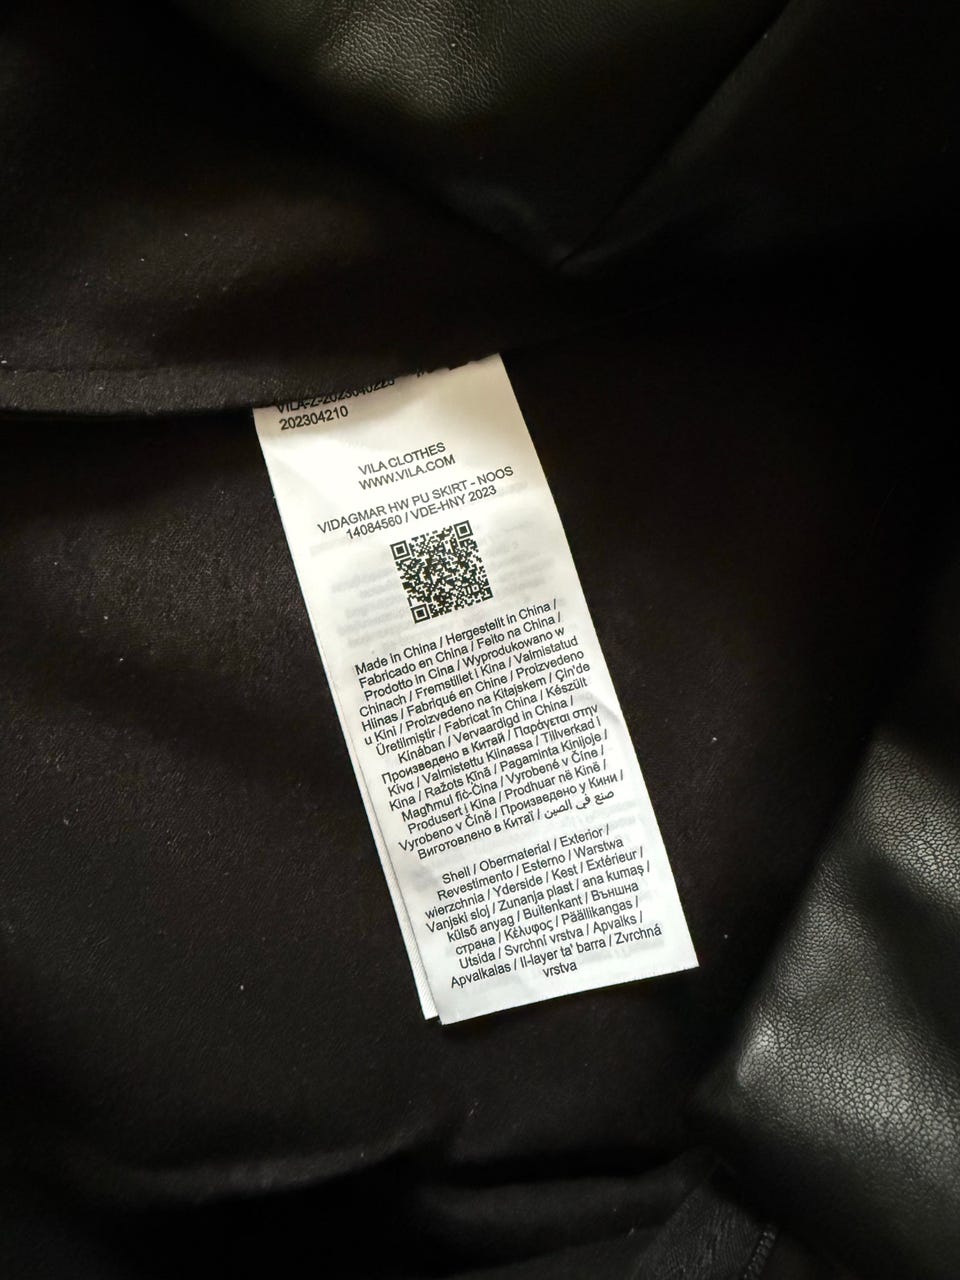 VILA-Z-2023040225
202304210
VILA CLOTHES
WWW.VILA.COM
VIDAGMAR HW PU SKIRT - NOOS
14084560 / VDE-HNY 2023
Made in China / Hergestellt in China /
Fabricado en China / Feito na China /
Prodotto in Cina / Wyprodukowano w
Chinach / Fremstillet i Kina / Valmistatud
Hiinas / Fabriqué en Chine / Proizvedeno
u Kini / Proizvedeno na Kitajskem / Çin'de
Üretilmiştir / Fabricat în China / Készült
Kínában / Vervaardigd in China /
Произведено в Китай / Παράγεται στην
Κίνα / Valmistettu Kiinassa / Tillverkad i
Kina / Ražots Ķīnā / Pagaminta Kinijoje /
Magħmul fiċ-Ċina / Vyrobené v Číne /
Produsert i Kina / Prodhuar në Kinë /
Vyrobeno v Číně / Произведено у Кини /
Виготовлено в Китаї / صنع في الصين
Shell / Obermaterial / Exterior /
Revestimento / Esterno / Warstwa
wierzchnia / Yderside / Kest / Extérieur /
Vanjski sloj / Zunanja plast / ana kumaş /
külső anyag / Buitenkant / Външна
страна / Κέλυφος / Päällikangas /
Utsida / Svrchní vrstva / Apvalks /
Apvalkalas / Il-layer ta' barra / Zvrchná
vrstva